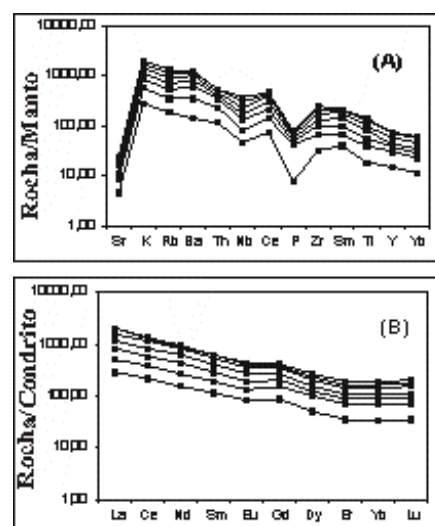 (A)
Rocha/Manto
10000,00
1000,00
100,00
10,00
1,00
Sr K Rb Ba Th Nb Ce P Zr Sm Ti Y Yb
(B)
Rocha/Condrito
10000,00
1000,00
100,00
10,00
1,00
La Ce Nd Sm Eu Gd Dy Er Yb Lu